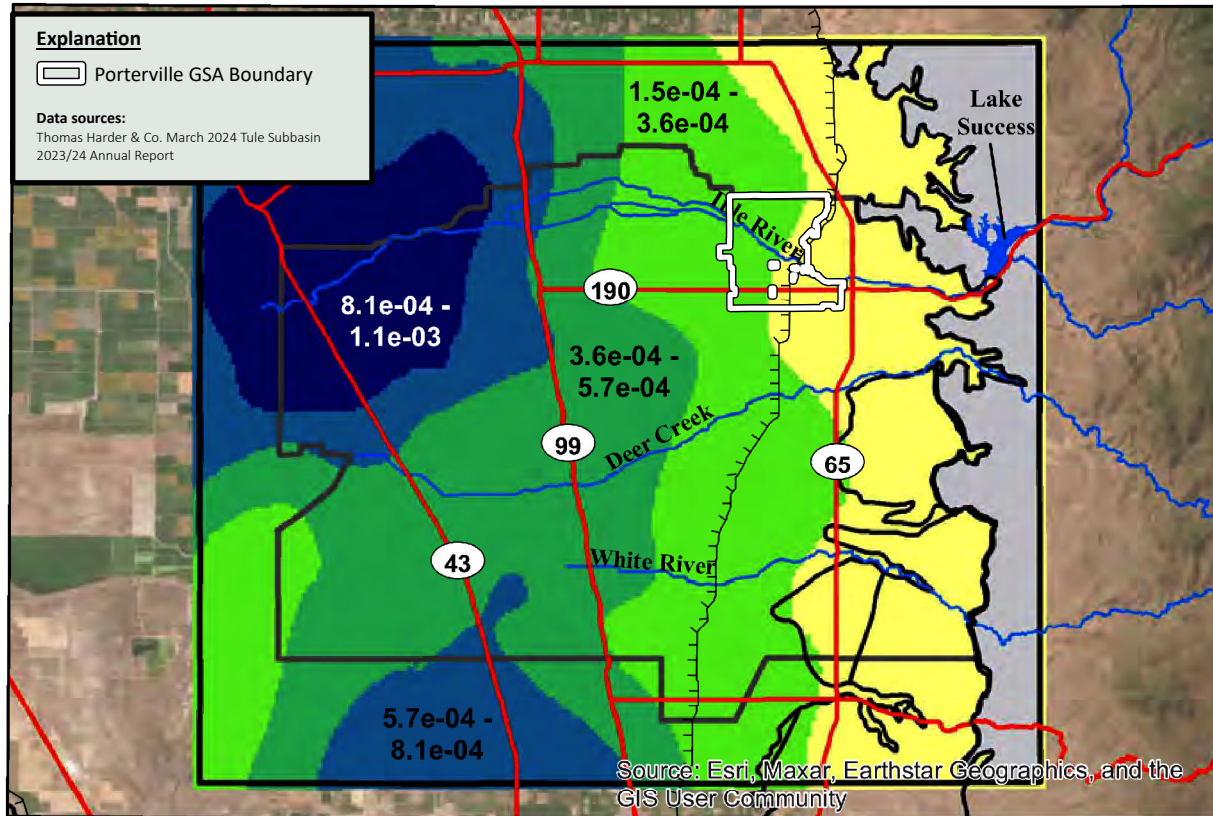 Explanation
Porterville GSA Boundary
Data sources:
Thomas Harder & Co. March 2024 Tule Subbasin
2023/24 Annual Report
1.5e-04 -
3.6e-04
Lake
Success
Tule River
8.1e-04 -
1.1e-03
190
3.6e-04 -
5.7e-04
Deer Creek
99
65
White River
43
5.7e-04 -
8.1e-04
Source: Esri, Maxar, Earthstar Geographics, and the
GIS User Community